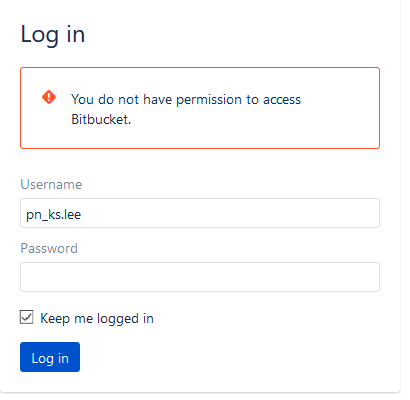 Log in
You do not have permission to access
Bitbucket.
Username
pn_ks.lee
Password
Keep me logged in
Log in